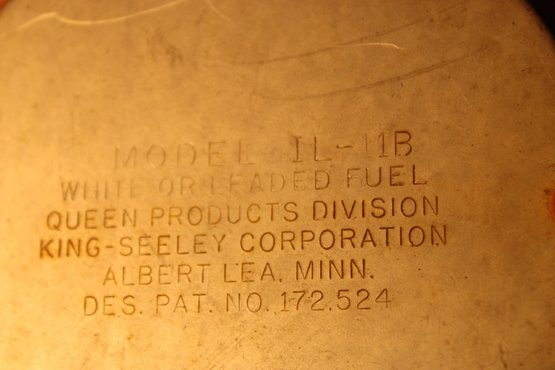 MODEL IL-11B
WHITE OR LEADED FUEL
QUEEN PRODUCTS DIVISION
KING-SEELEY CORPORATION
ALBERT LEA, MINN.
DES. PAT. NO. 172,524